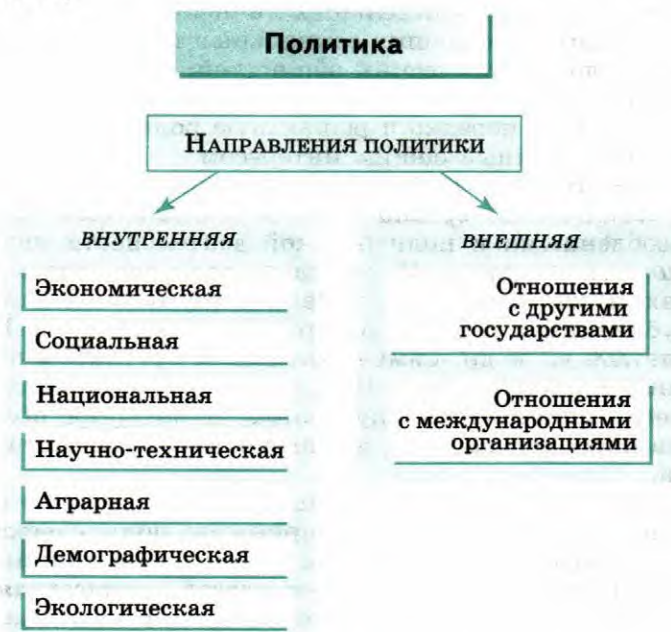 Политика
Направления политики
ВНУТРЕННЯЯ
Экономическая
Социальная
Национальная
Научно-техническая
Аграрная
Демографическая
Экологическая
ВНЕШНЯЯ
Отношения
с другими
государствами
Отношения
с международными
организациями